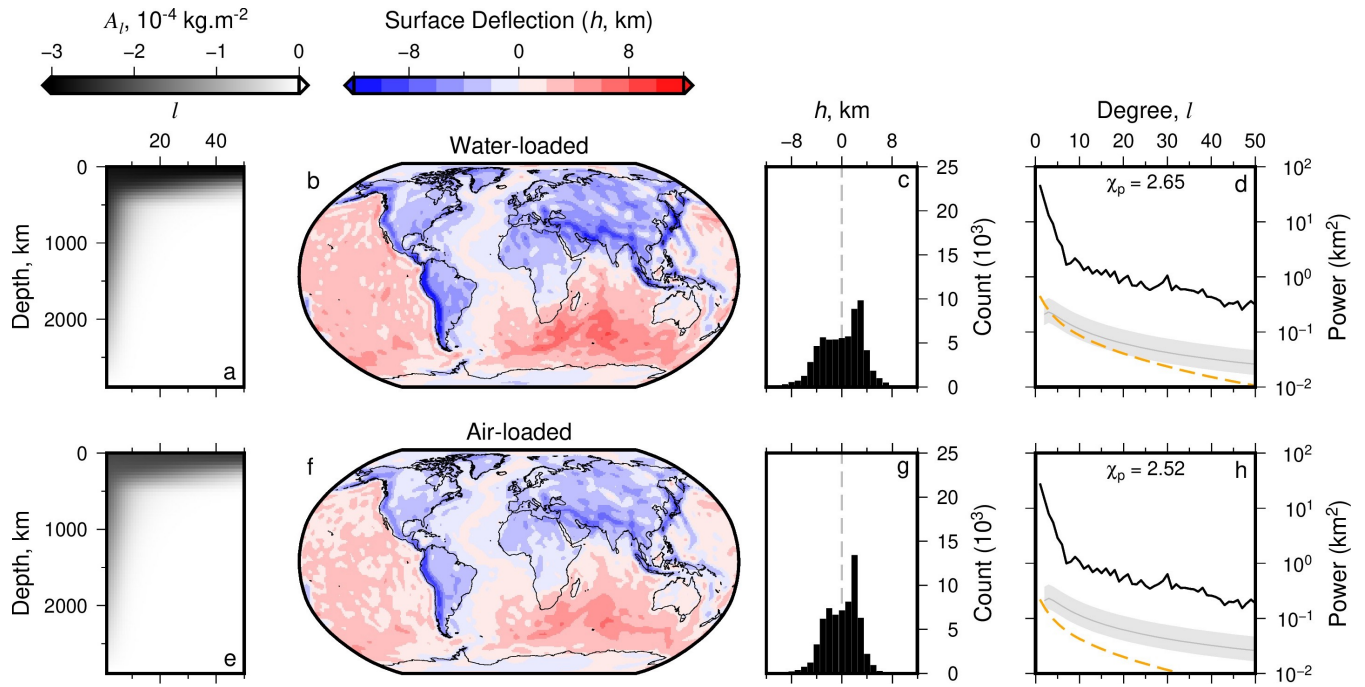 A_l, 10^-4 kg.m^-2
−3 −2 −1 0
Surface Deflection (h, km)
−8 0 8
l
20 40
0
1000
2000
Depth, km
a
Water-loaded
b
h, km
−8 0 8
c
25
20
15
10
5
0
Count (10^3)
Degree, l
0 10 20 30 40 50
χ_p = 2.65
d
10^2
10^1
10^0
10^-1
10^-2
Power (km^2)
0
1000
2000
Depth, km
e
Air-loaded
f
g
25
20
15
10
5
0
Count (10^3)
χ_p = 2.52
h
10^2
10^1
10^0
10^-1
10^-2
Power (km^2)